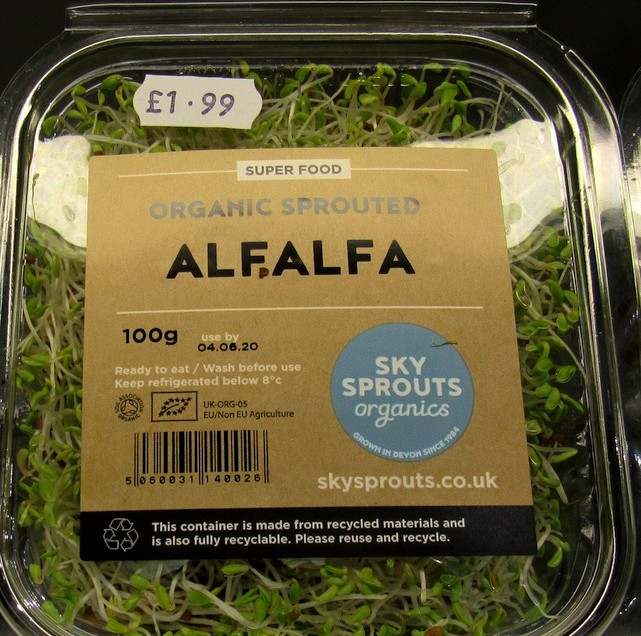 £1.99
SUPER FOOD
ORGANIC SPROUTED
ALFALFA
100g
use by
04.06.20
Ready to eat / Wash before use
Keep refrigerated below 8°c
SOIL ASSOCIATION
ORGANIC
UK-ORG-05
EU/Non EU Agriculture
5 060031 140026
SKY
SPROUTS
organics
GROWN IN DEVON SINCE 1984
skysprouts.co.uk
This container is made from recycled materials and
is also fully recyclable. Please reuse and recycle.